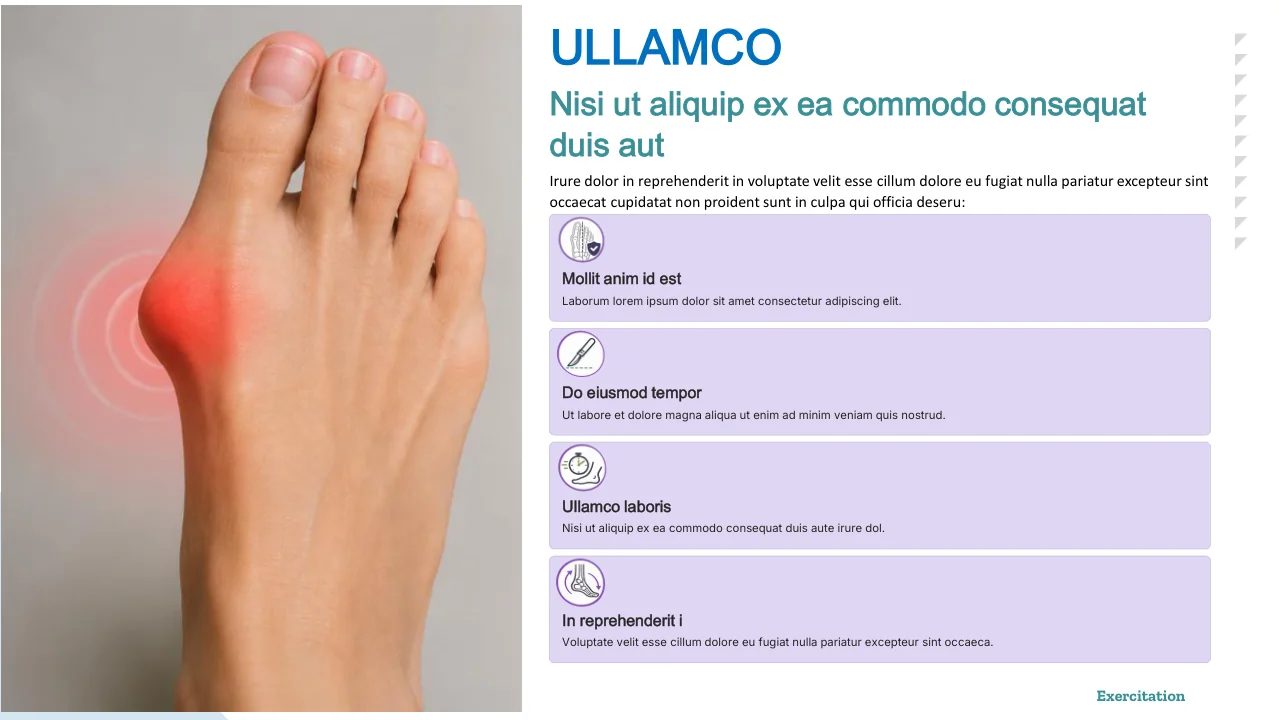 ULLAMCO
Nisi ut aliquip ex ea commodo consequat
duis aut
Irure dolor in reprehenderit in voluptate velit esse cillum dolore eu fugiat nulla pariatur excepteur sint
occaecat cupidatat non proident sunt in culpa qui officia deseru:
Mollit anim id est
Laborum lorem ipsum dolor sit amet consectetur adipiscing elit.
Do eiusmod tempor
Ut labore et dolore magna aliqua ut enim ad minim veniam quis nostrud.
Ullamco laboris
Nisi ut aliquip ex ea commodo consequat duis aute irure dol.
In reprehenderit i
Voluptate velit esse cillum dolore eu fugiat nulla pariatur excepteur sint occaeca.
Exercitation